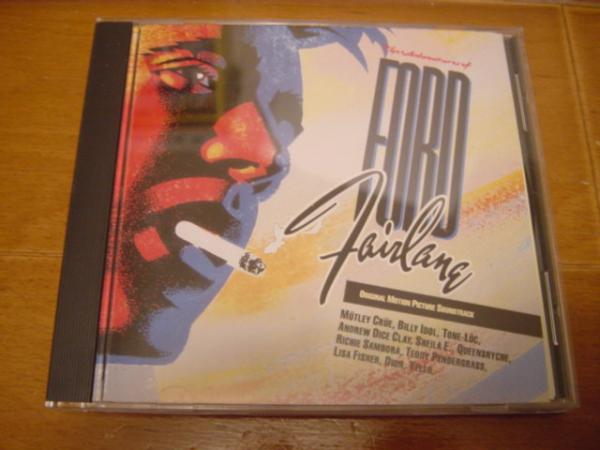 The Adventures of
FORD
Fairlane
ORIGINAL MOTION PICTURE SOUNDTRACK
MÖTLEY CRÜE, BILLY IDOL, TONE-LŌC,
ANDREW DICE CLAY, SHEILA E., QUEENSRYCHE,
RICHIE SAMBORA, TEDDY PENDERGRASS,
LISA FISHER, DION, YELLO.